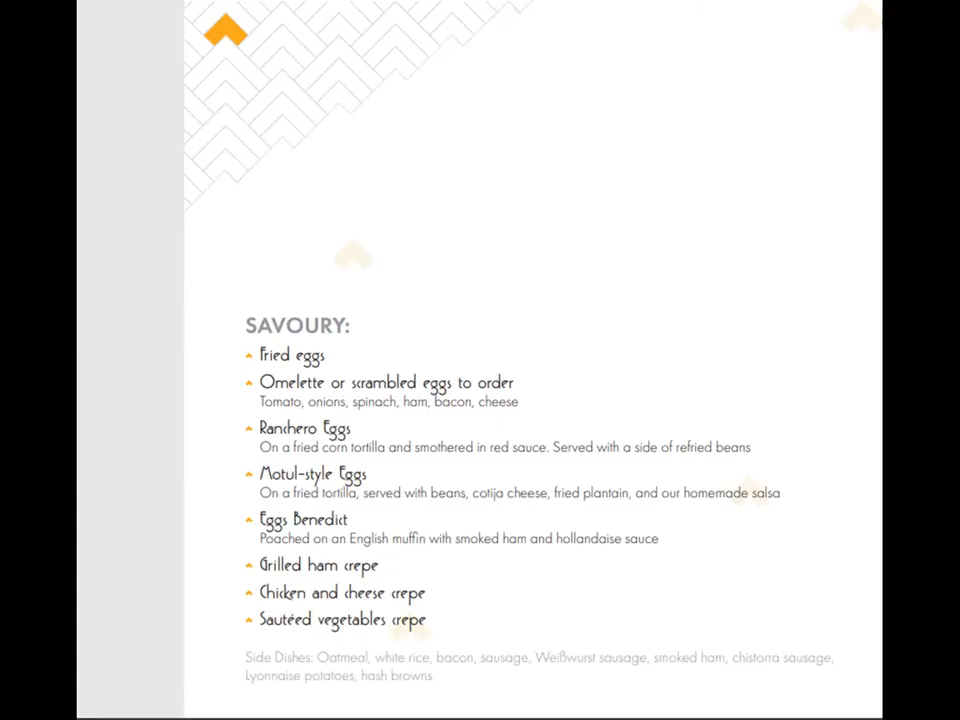 SAVOURY:
Fried eggs
Omelette or scrambled eggs to order
Tomato, onions, spinach, ham, bacon, cheese
Ranchero Eggs
On a fried corn tortilla and smothered in red sauce. Served with a side of refried beans
Motul-style Eggs
On a fried tortilla, served with beans, cotija cheese, fried plantain, and our homemade salsa
Eggs Benedict
Poached on an English muffin with smoked ham and hollandaise sauce
Grilled ham crepe
Chicken and cheese crepe
Sautéed vegetables crepe
Side Dishes: Oatmeal, white rice, bacon, sausage, Weißwurst sausage, smoked ham, chistorra sausage,
Lyonnaise potatoes, hash browns